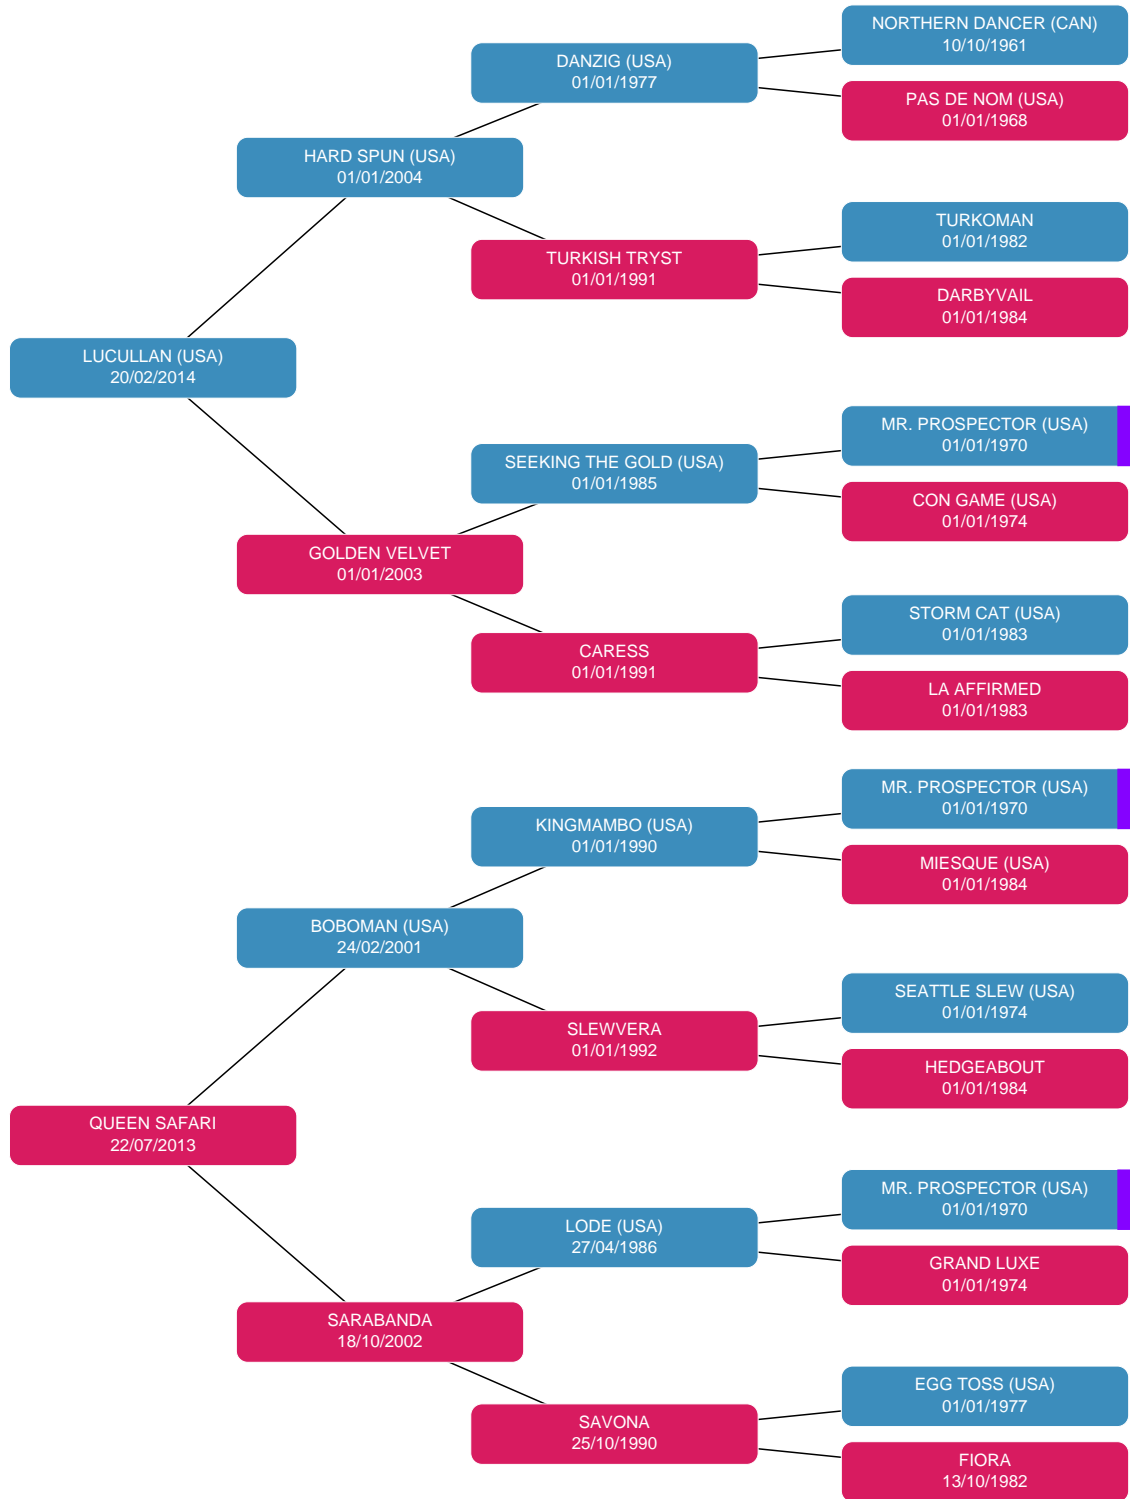 NORTHERN DANCER (CAN)
10/10/1961
DANZIG (USA)
01/01/1977
PAS DE NOM (USA)
01/01/1968
HARD SPUN (USA)
01/01/2004
TURKOMAN
01/01/1982
TURKISH TRYST
01/01/1991
DARBYVAIL
01/01/1984
LUCULLAN (USA)
20/02/2014
MR. PROSPECTOR (USA)
01/01/1970
SEEKING THE GOLD (USA)
01/01/1985
CON GAME (USA)
01/01/1974
GOLDEN VELVET
01/01/2003
STORM CAT (USA)
01/01/1983
CARESS
01/01/1991
LA AFFIRMED
01/01/1983
MR. PROSPECTOR (USA)
01/01/1970
KINGMAMBO (USA)
01/01/1990
MIESQUE (USA)
01/01/1984
BOBOMAN (USA)
24/02/2001
SEATTLE SLEW (USA)
01/01/1974
SLEWVERA
01/01/1992
HEDGEABOUT
01/01/1984
QUEEN SAFARI
22/07/2013
MR. PROSPECTOR (USA)
01/01/1970
LODE (USA)
27/04/1986
GRAND LUXE
01/01/1974
SARABANDA
18/10/2002
EGG TOSS (USA)
01/01/1977
SAVONA
25/10/1990
FIORA
13/10/1982